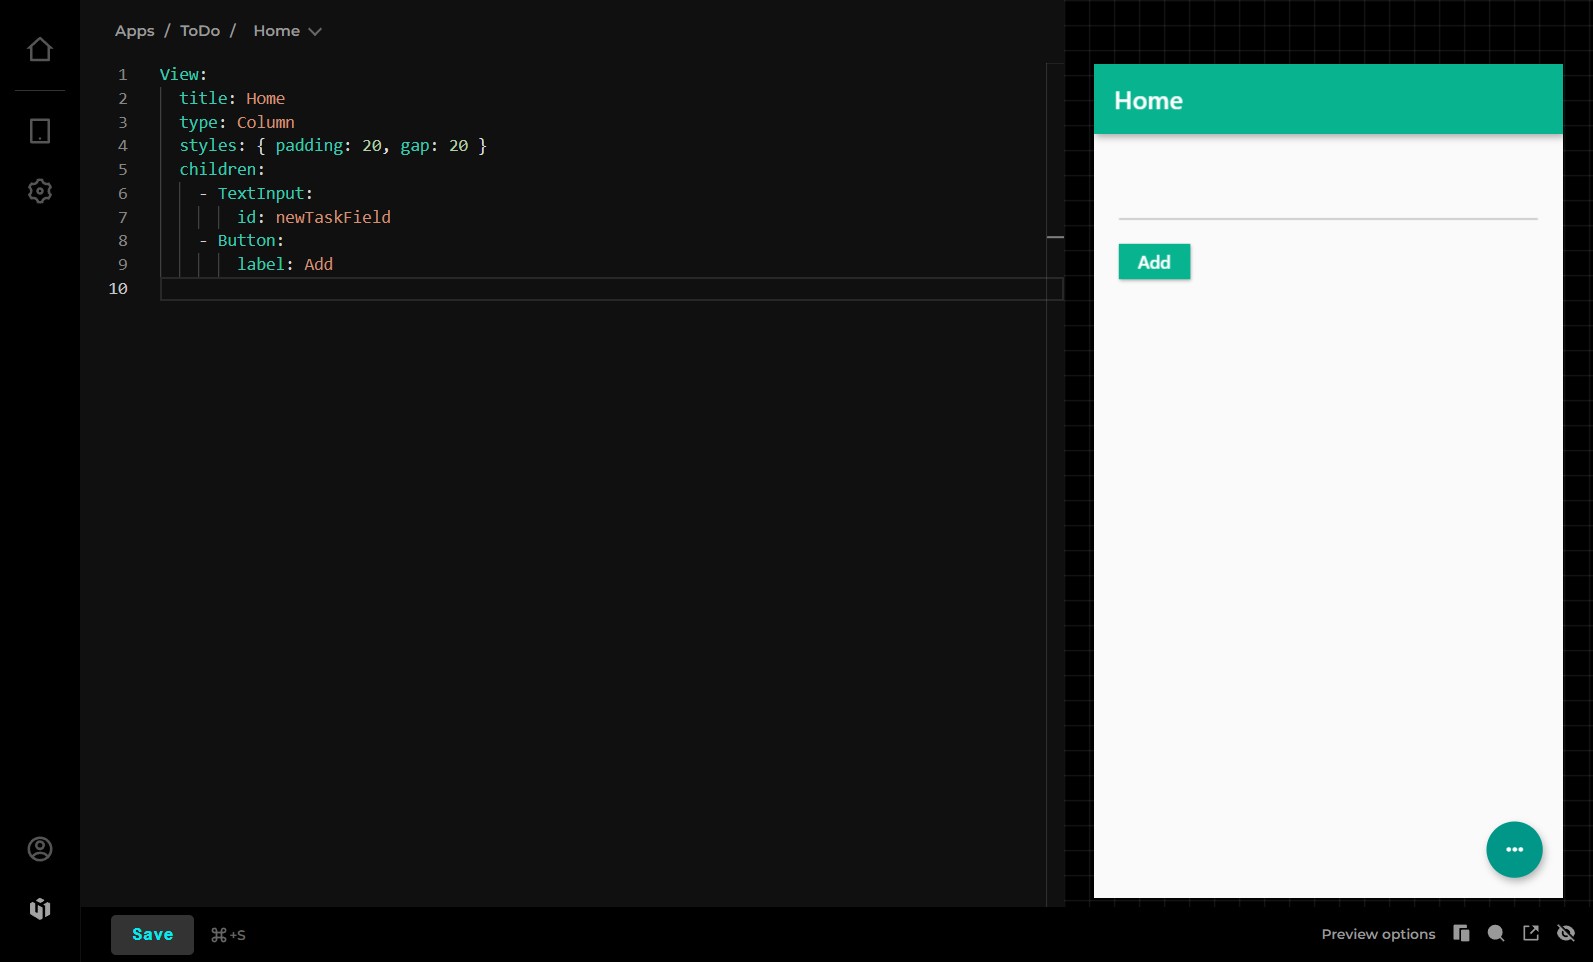 Apps / ToDo / Home
1 View:
2 title: Home
3 type: Column
4 styles: { padding: 20, gap: 20 }
5 children:
6 - TextInput:
7 id: newTaskField
8 - Button:
9 label: Add
10
Home
Add
Save ⌘+S
Preview options